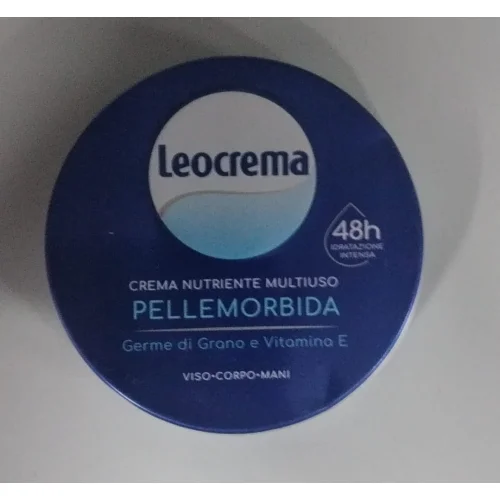 Leocrema
48h
IDRATAZIONE
INTENSA
CREMA NUTRIENTE MULTIUSO
PELLEMORBIDA
Germe di Grano e Vitamina E
VISO•CORPO•MANI